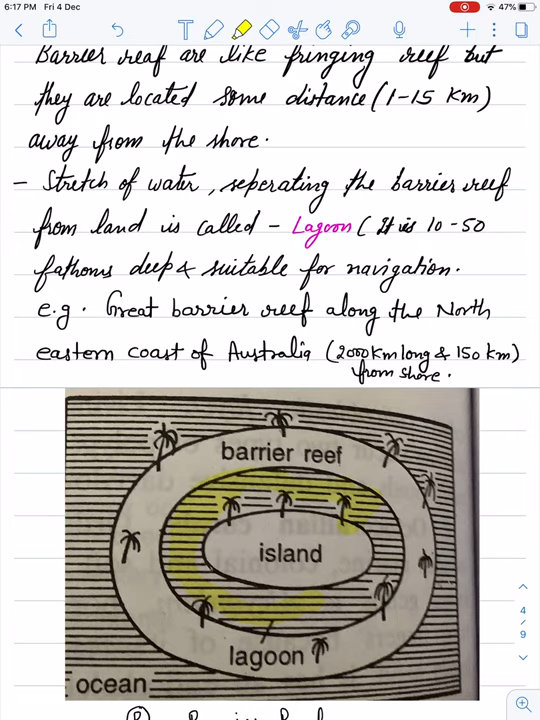 6:17 PM Fri 4 Dec
47%
Barrier reaf are like fringing reef but
they are located some distance (1-15 Km)
away from the shore.
- Stretch of water, seperating the barrier reef
from land is called - Lagoon ( It is 10-50
fathoms deep & suitable for navigation.
e.g. Great barrier reef along the North
eastern coast of Australia (2000 Km long & 150 km)
from shore.
barrier reef
island
lagoon
ocean
4
/
9